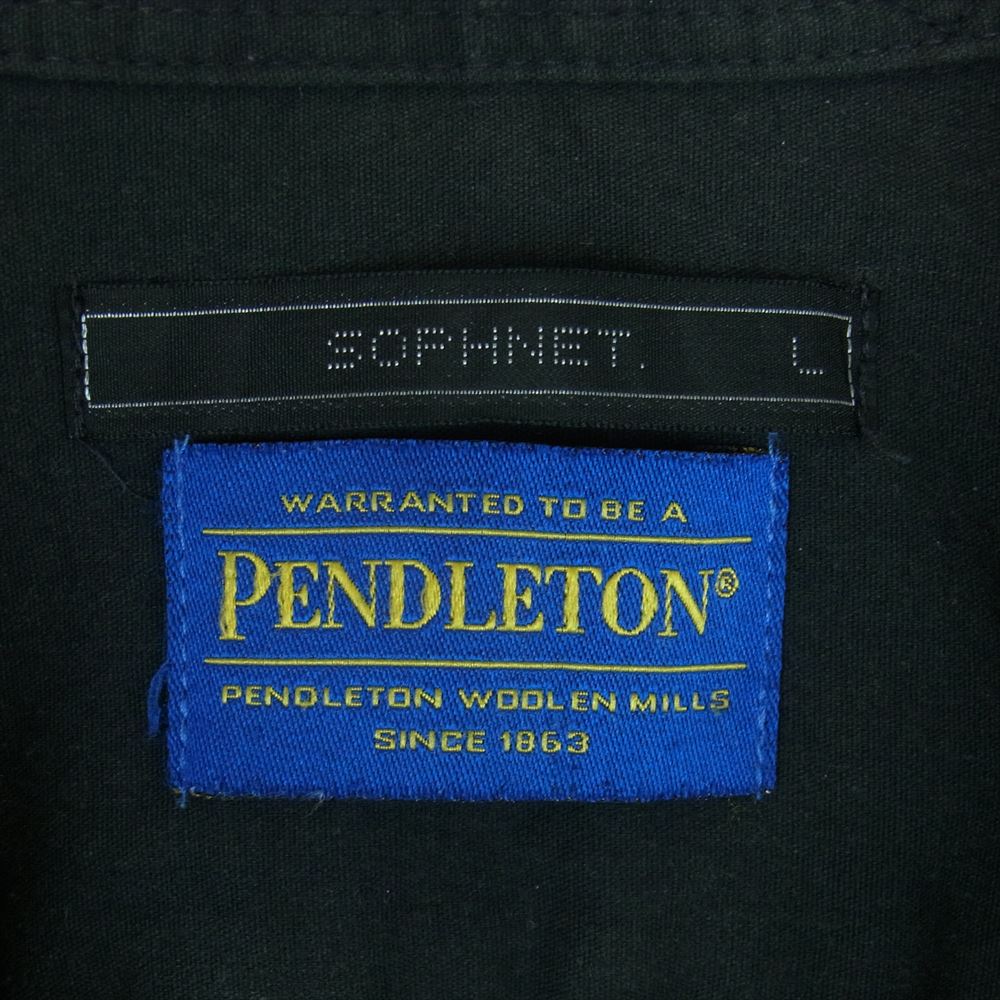 SOPHNET. L
WARRANTED TO BE A
PENDLETON®
PENDLETON WOOLEN MILLS
SINCE 1863